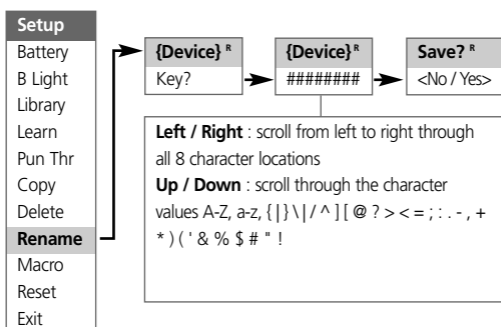 Setup
Battery
B Light
Library
Learn
Pun Thr
Copy
Delete
Rename
Macro
Reset
Exit
{Device} R
Key?
{Device} R
########
Save? R
<No / Yes>
Left / Right : scroll from left to right through
all 8 character locations
Up / Down : scroll through the character
values A-Z, a-z, { | } \ | / ^ ] [ @ ? > < = ; : . - , +
* ) ( ' & % $ # " !